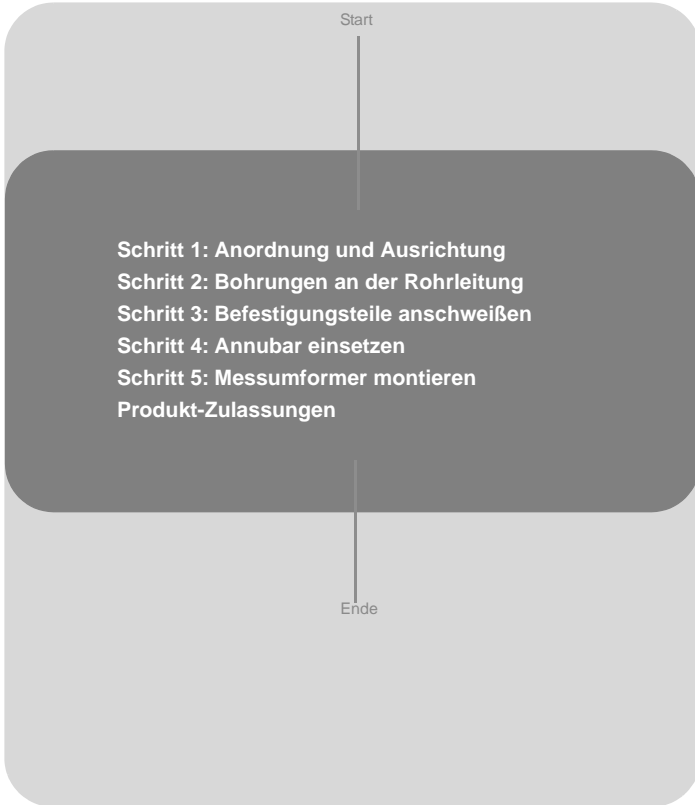 Start
Schritt 1: Anordnung und Ausrichtung
Schritt 2: Bohrungen an der Rohrleitung
Schritt 3: Befestigungsteile anschweißen
Schritt 4: Annubar einsetzen
Schritt 5: Messumformer montieren
Produkt-Zulassungen
Ende